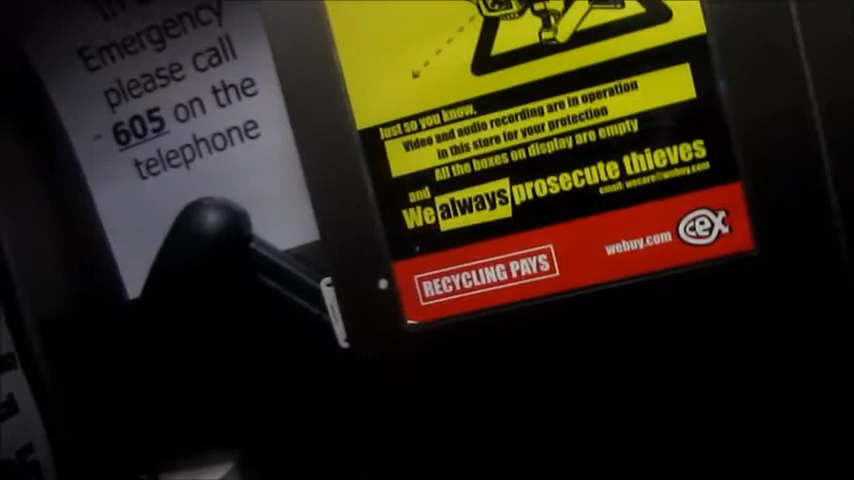 Emergency
please call
- 605 on the
telephone
Just so you know,
Video and audio recording are in operation
in this store for your protection
All the boxes on display are empty
and
We always prosecute thieves
email: wecare@webuy.com
RECYCLING PAYS
webuy.com
cex